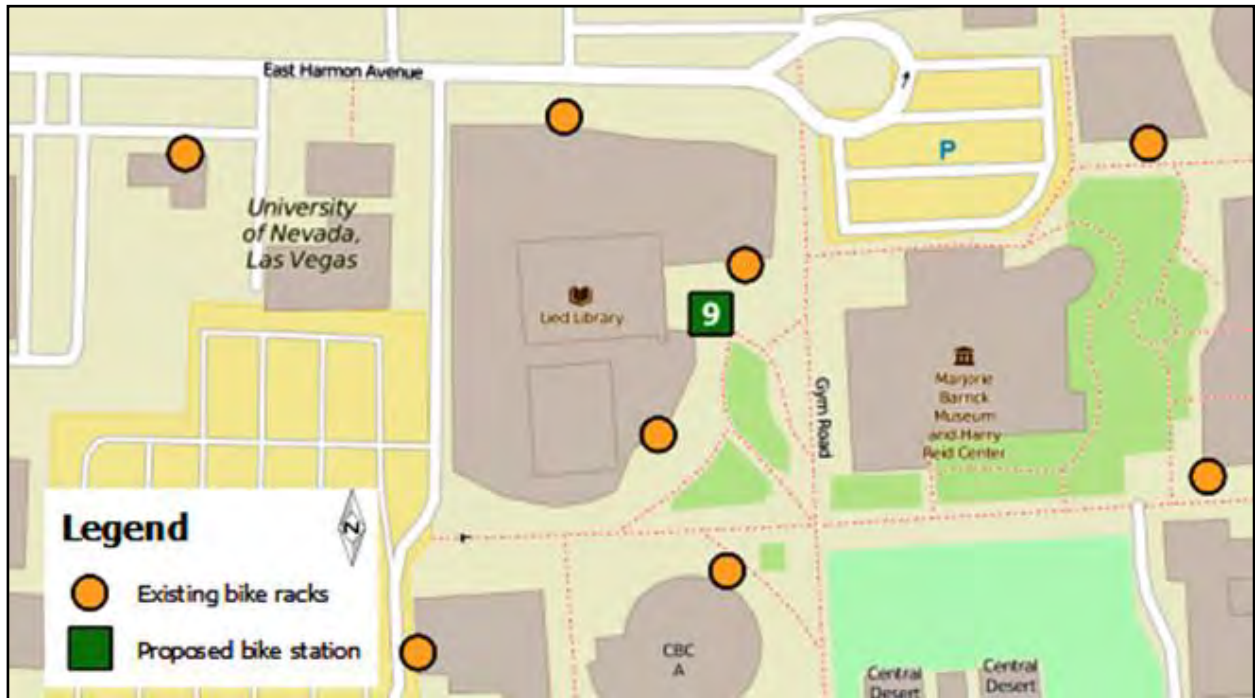 East Harmon Avenue
P
University
of Nevada,
Las Vegas
Lied Library
9
Gym Road
Marjorie
Barrick
Museum
and Harry
Reid Center
Legend
N
Existing bike racks
Proposed bike station
CBC
A
Central
Desert
Central
Desert